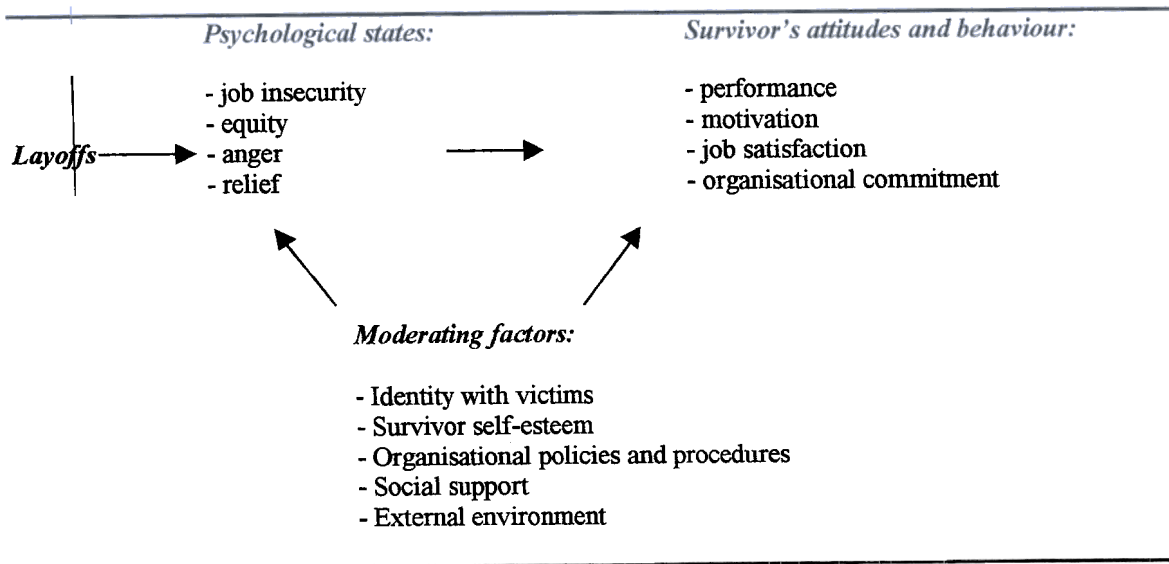 Psychological states:
Survivor's attitudes and behaviour:
- job insecurity
- equity
- anger
- relief
Layoffs
- performance
- motivation
- job satisfaction
- organisational commitment
Moderating factors:
- Identity with victims
- Survivor self-esteem
- Organisational policies and procedures
- Social support
- External environment